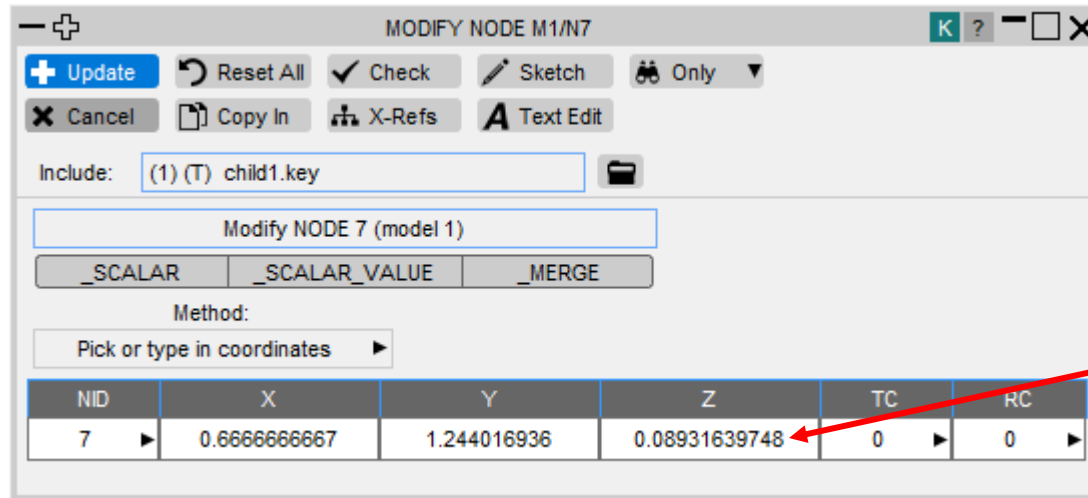 MODIFY NODE M1/N7 K ?
Update Reset All Check Sketch Only
Cancel Copy In X-Refs Text Edit
Include: (1) (T) child1.key
Modify NODE 7 (model 1)
_SCALAR _SCALAR_VALUE _MERGE
Method:
Pick or type in coordinates
NID X Y Z TC RC
7 0.6666666667 1.244016936 0.08931639748 0 0